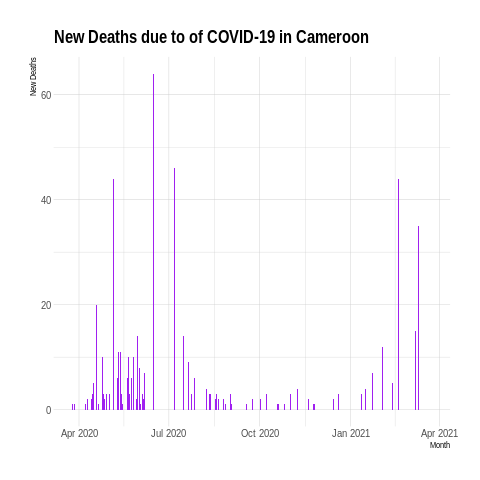 New Deaths due to of COVID-19 in Cameroon
New Deaths
60
40
20
0
Apr 2020 Jul 2020 Oct 2020 Jan 2021 Apr 2021
Month